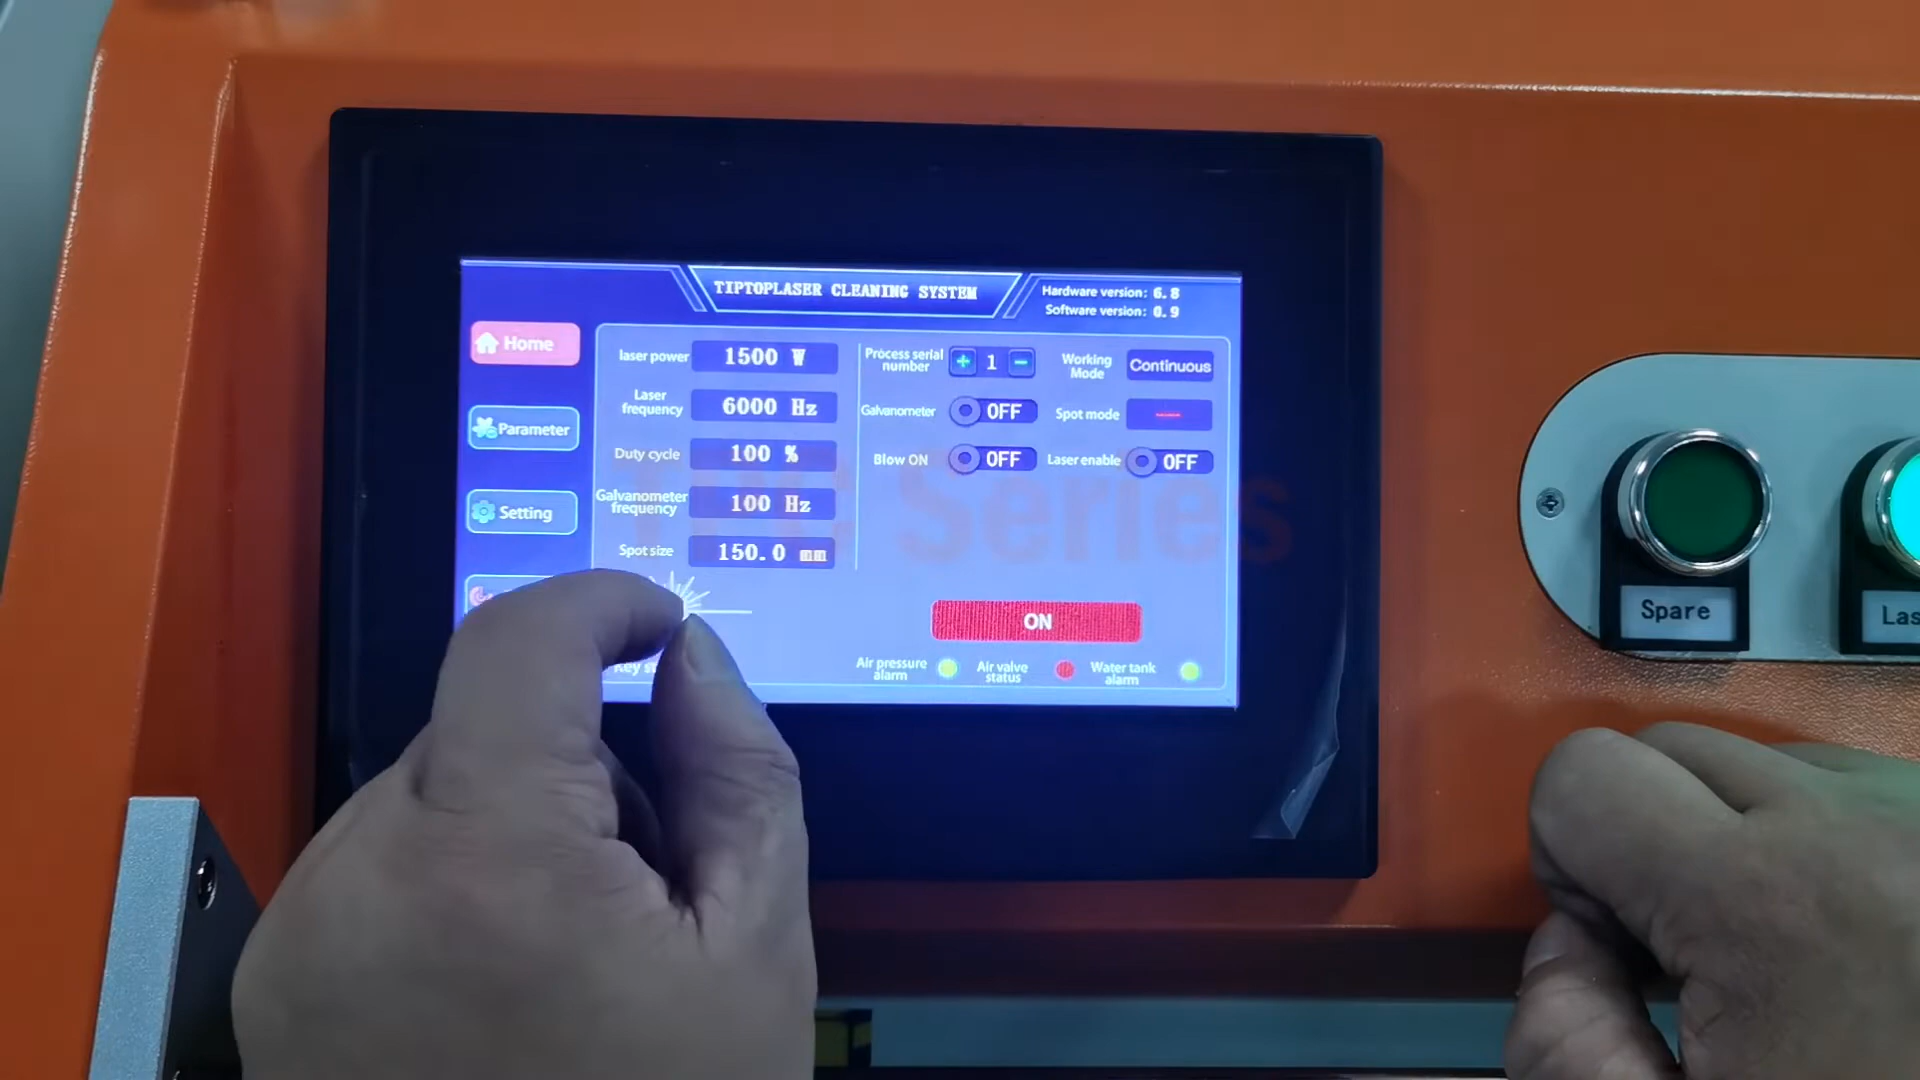 TIPTOPLASER CLEANING SYSTEM
Hardware version: 6.8
Software version: 0.9
Home
Parameter
Setting
laser power 1500 W
Laser frequency 6000 Hz
Duty cycle 100 %
Galvanometer frequency 100 Hz
Spot size 150.0 mm
Process serial number + 1 -
Working Mode Continuous
Galvanometer OFF
Spot mode
Blow ON OFF
Laser enable OFF
Series
ON
Key
Air pressure alarm
Air valve status
Water tank alarm
Spare
Las